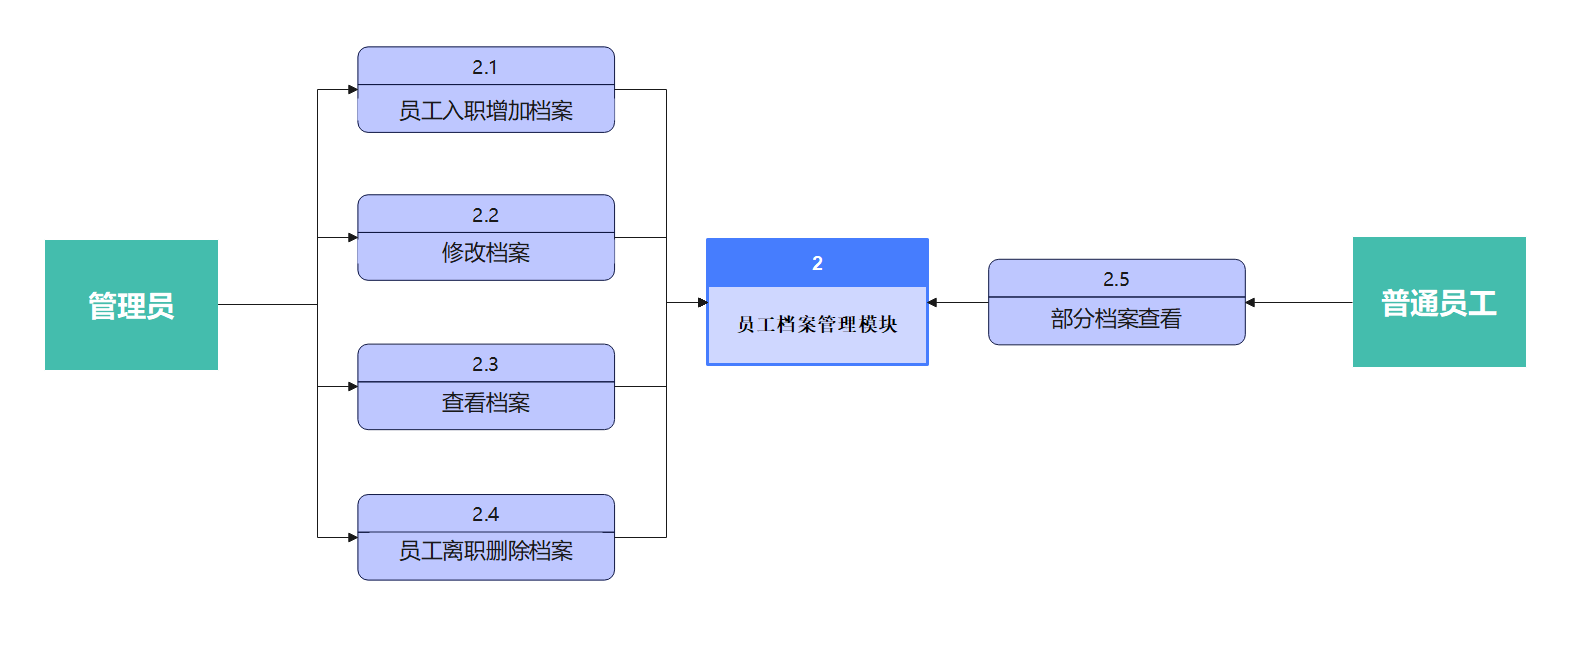 管理员
2.1
员工入职增加档案
2.2
修改档案
2.3
查看档案
2.4
员工离职删除档案
2
员工档案管理模块
2.5
部分档案查看
普通员工